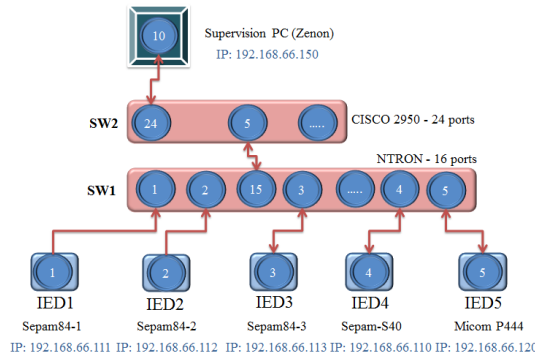 10
Supervision PC (Zenon)
IP: 192.168.66.150
SW2
24
5
.....
CISCO 2950 - 24 ports
NTRON - 16 ports
SW1
1
2
15
3
.....
4
5
1
2
3
4
5
IED1
IED2
IED3
IED4
IED5
Sepam84-1
Sepam84-2
Sepam84-3
Sepam-S40
Micom P444
IP: 192.168.66.111
IP: 192.168.66.112
IP: 192.168.66.113
IP: 192.168.66.110
IP: 192.168.66.120